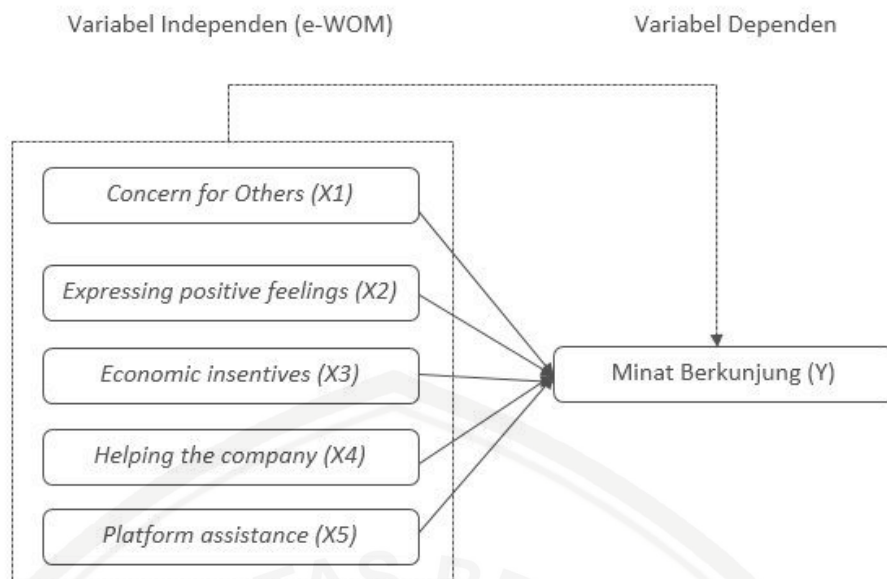 Variabel Independen (e-WOM)
Variabel Dependen
Concern for Others (X1)
Expressing positive feelings (X2)
Economic insentives (X3)
Minat Berkunjung (Y)
Helping the company (X4)
Platform assistance (X5)